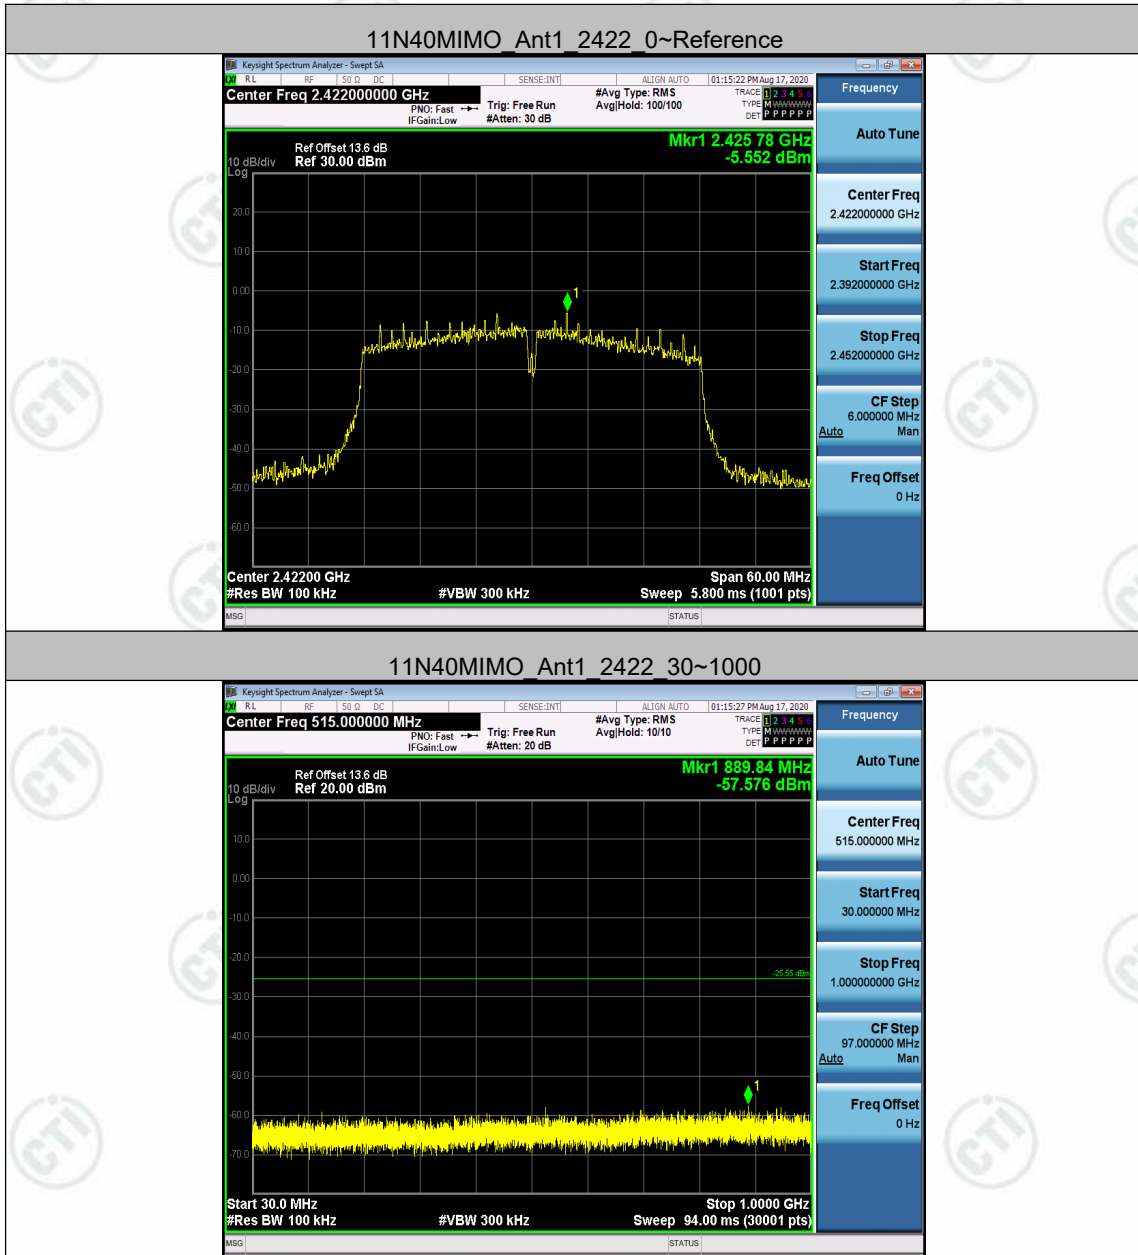 11N40MIMO_Ant1_2422_0~Reference
Keysight Spectrum Analyzer - Swept SA
LXI RL RF 50 Ω DC SENSE:INT ALIGN AUTO 01:15:22 PM Aug 17, 2020
Center Freq 2.422000000 GHz
PNO: Fast
IFGain:Low
Trig: Free Run
#Atten: 30 dB
#Avg Type: RMS
Avg|Hold: 100/100
TRACE 1 2 3 4 5 6
TYPE M WWWWW
DET P P P P P P
Ref Offset 13.6 dB
10 dB/div Ref 30.00 dBm
Log
Mkr1 2.425 78 GHz
-5.552 dBm
20.0
10.0
0.00
1
-10.0
-20.0
-30.0
-40.0
-50.0
-60.0
Center 2.42200 GHz Span 60.00 MHz
#Res BW 100 kHz #VBW 300 kHz Sweep 5.800 ms (1001 pts)
MSG STATUS
Frequency
Auto Tune
Center Freq
2.422000000 GHz
Start Freq
2.392000000 GHz
Stop Freq
2.452000000 GHz
CF Step
6.000000 MHz
Auto Man
Freq Offset
0 Hz
11N40MIMO_Ant1_2422_30~1000
Keysight Spectrum Analyzer - Swept SA
LXI RL RF 50 Ω DC SENSE:INT ALIGN AUTO 01:15:27 PM Aug 17, 2020
Center Freq 515.000000 MHz
PNO: Fast
IFGain:Low
Trig: Free Run
#Atten: 20 dB
#Avg Type: RMS
Avg|Hold: 10/10
TRACE 1 2 3 4 5 6
TYPE M WWWWW
DET P P P P P P
Ref Offset 13.6 dB
10 dB/div Ref 20.00 dBm
Log
Mkr1 889.84 MHz
-57.576 dBm
10.0
0.00
-10.0
-20.0
-25.55 dBm
-30.0
-40.0
-50.0
1
-60.0
-70.0
Start 30.0 MHz Stop 1.0000 GHz
#Res BW 100 kHz #VBW 300 kHz Sweep 94.00 ms (30001 pts)
MSG STATUS
Frequency
Auto Tune
Center Freq
515.000000 MHz
Start Freq
30.000000 MHz
Stop Freq
1.000000000 GHz
CF Step
97.000000 MHz
Auto Man
Freq Offset
0 Hz
CTI
CTI
CTI
CTI
CTI
CTI
CTI
CTI